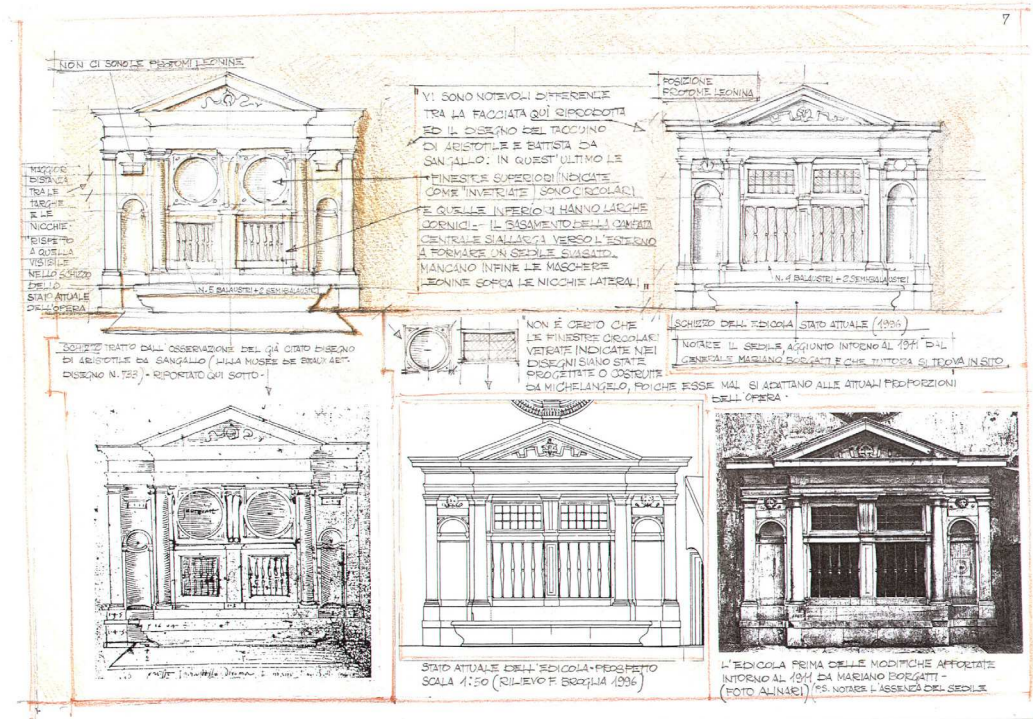 7
NON CI SONO LE PROTOMI LEONINE
MAGGIOR
DISTANZA
TRA LE
TARGHE
E LE
NICCHIE
RISPETTO
A QUELLA
VISIBILE
NELLO SCHIZZO
DELLO
STATO ATTUALE
DELL'OPERA
N. 5 BALAUSTRI + 2 SEMI-BALAUSTRI
"VI SONO NOTEVOLI DIFFERENZE
TRA LA FACCIATA QUÌ RIPRODOTTA
ED IL DISEGNO DEL TACCUINO
DI ARISTOTILE E BATTISTA DA
SANGALLO: IN QUEST'ULTIMO LE
FINESTRE SUPERIORI INDICATE
COME "INVETRIATE" SONO CIRCOLARI
E QUELLE INFERIORI HANNO LARGHE
CORNICI - IL BASAMENTO DELLA CAMPATA
CENTRALE SI ALLARGA VERSO L'ESTERNO
A FORMARE UN SEDILE SVASATO.
MANCANO INFINE LE MASCHERE
LEONINE SOPRA LE NICCHIE LATERALI"
POSIZIONE
PROTOME LEONINA
N. 4 BALAUSTRI + 2 SEMI-BALAUSTRI
SCHIZZO TRATTO DALL'OSSERVAZIONE DEL GIÀ CITATO DISEGNO
DI ARISTOTILE DA SANGALLO (LILLA MUSÉE DE BEAUX ART-
DISEGNO N. 733) - RIPORTATO QUI SOTTO -
"NON È CERTO CHE
LE FINESTRE CIRCOLARI
VETRATE INDICATE NEI
DISEGNI SIANO STATE
PROGETTATE O COSTRUITE
DA MICHELANGELO, POICHE ESSE MAL SI ADATTANO ALLE ATTUALI PROPORZIONI
DELL'OPERA.
SCHIZZO DELL'EDICOLA STATO ATTUALE (1996)
NOTARE IL SEDILE, AGGIUNTO INTORNO AL 1911 DAL
GENERALE MARIANO BORGATTI E CHE TUTTORA SI TROVA IN SITO
STATO ATTUALE DELL'EDICOLA - PROSPETTO
SCALA 1:50 (RILIEVO F. BROGLIA 1996)
L'EDICOLA PRIMA DELLE MODIFICHE APPORTATE
INTORNO AL 1911 DA MARIANO BORGATTI -
(FOTO ALINARI) P.S. NOTARE L'ASSENZA DEL SEDILE